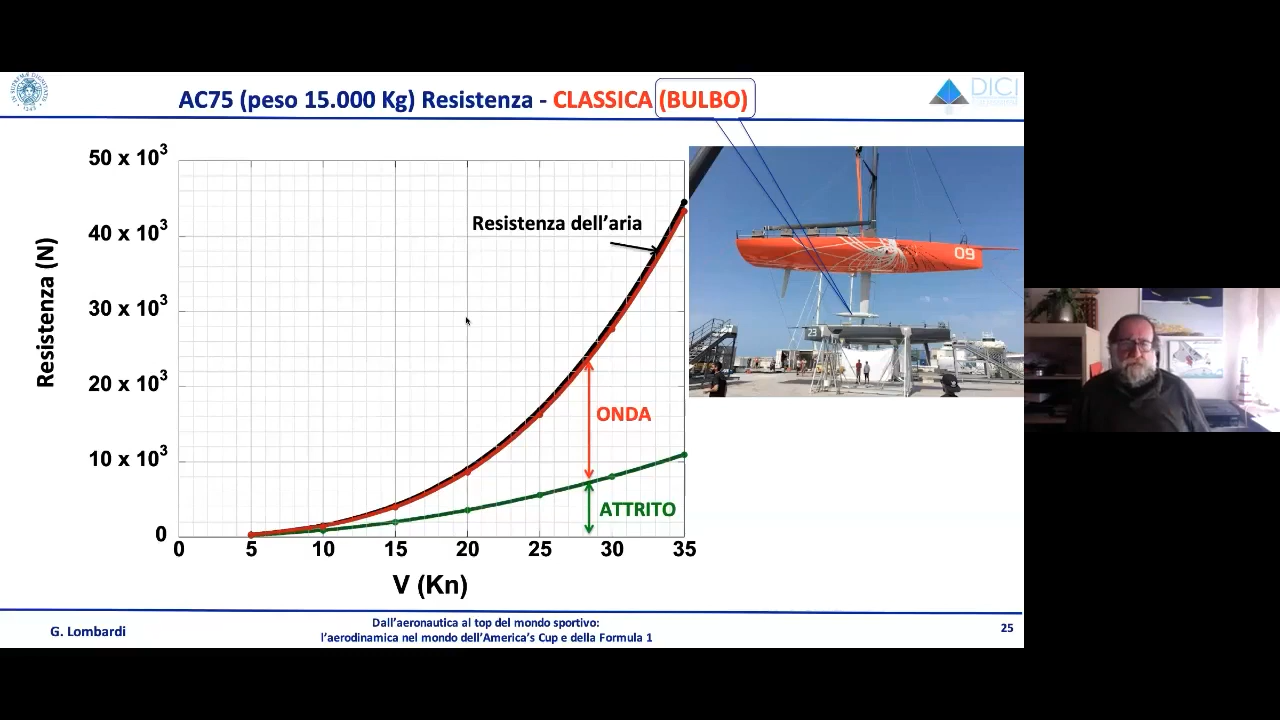 AC75 (peso 15.000 Kg) Resistenza - CLASSICA (BULBO)
DICI
50 x 10³
40 x 10³
30 x 10³
20 x 10³
10 x 10³
0
Resistenza (N)
Resistenza dell'aria
ONDA
ATTRITO
0 5 10 15 20 25 30 35
V (Kn)
09
23
G. Lombardi
Dall'aeronautica al top del mondo sportivo:
l'aerodinamica nel mondo dell'America's Cup e della Formula 1
25